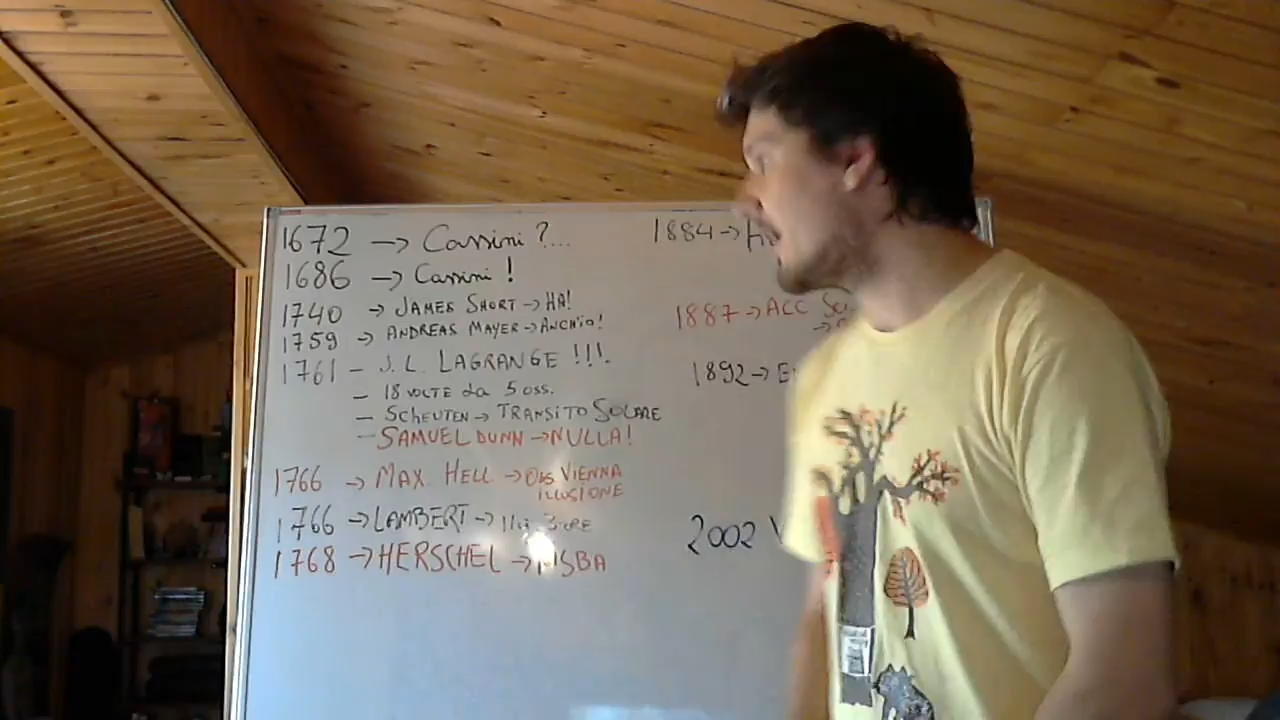 1672 → Cassini ?...
1686 → Cassini !
1740 → JAMES SHORT → HA!
1759 → ANDREAS MAYER → ANCH'IO!
1761 – J. L. LAGRANGE !!!.
– 18 VOLTE da 5 oss.
– SCHEUTEN → TRANSITO SOLARE
– SAMUEL DUNN → NULLA!
1766 → MAX HELL → OSS VIENNA
ILLUSIONE
1766 → LAMBERT →
1768 → HERSCHEL →
1884 →
1887 → ACC
1892 →
2002